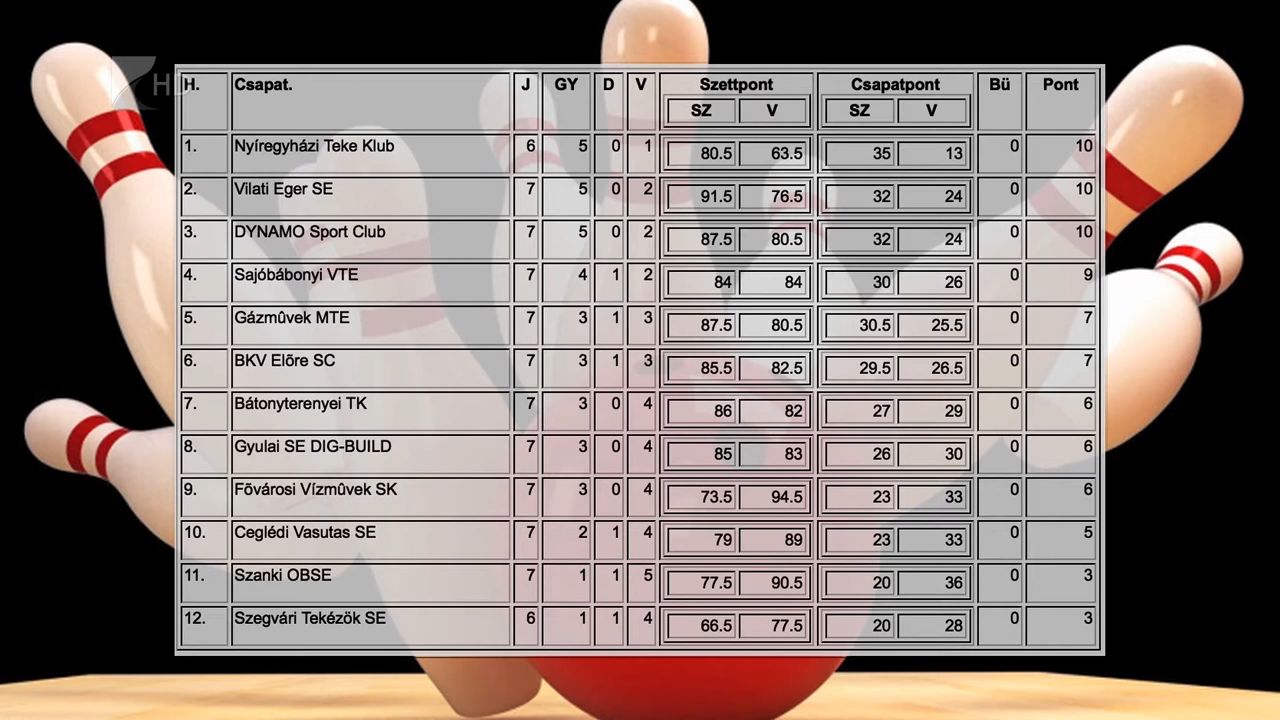 HD
H. Csapat. J GY D V Szettpont Csapatpont Bü Pont
SZ V SZ V
1. Nyíregyházi Teke Klub 6 5 0 1 80.5 63.5 35 13 0 10
2. Vilati Eger SE 7 5 0 2 91.5 76.5 32 24 0 10
3. DYNAMO Sport Club 7 5 0 2 87.5 80.5 32 24 0 10
4. Sajóbábonyi VTE 7 4 1 2 84 84 30 26 0 9
5. Gázmûvek MTE 7 3 1 3 87.5 80.5 30.5 25.5 0 7
6. BKV Elõre SC 7 3 1 3 85.5 82.5 29.5 26.5 0 7
7. Bátonyterenyei TK 7 3 0 4 86 82 27 29 0 6
8. Gyulai SE DIG-BUILD 7 3 0 4 85 83 26 30 0 6
9. Fõvárosi Vízmûvek SK 7 3 0 4 73.5 94.5 23 33 0 6
10. Ceglédi Vasutas SE 7 2 1 4 79 89 23 33 0 5
11. Szanki OBSE 7 1 1 5 77.5 90.5 20 36 0 3
12. Szegvári Tekézök SE 6 1 1 4 66.5 77.5 20 28 0 3